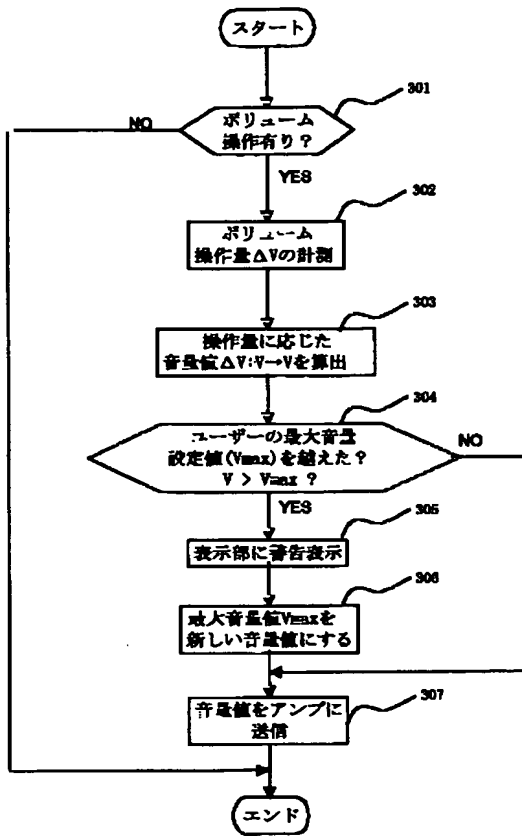 スタート
301
NO
ボリューム
操作有り？
YES
302
ボリューム
操作量ΔVの計測
303
操作量に応じた
音量値ΔV:V→Vを算出
304
ユーザーの最大音量
設定値(Vmax)を越えた？
V > Vmax ?
NO
YES
305
表示部に警告表示
306
最大音量値Vmaxを
新しい音量値にする
307
音量値をアンプに
送信
エンド